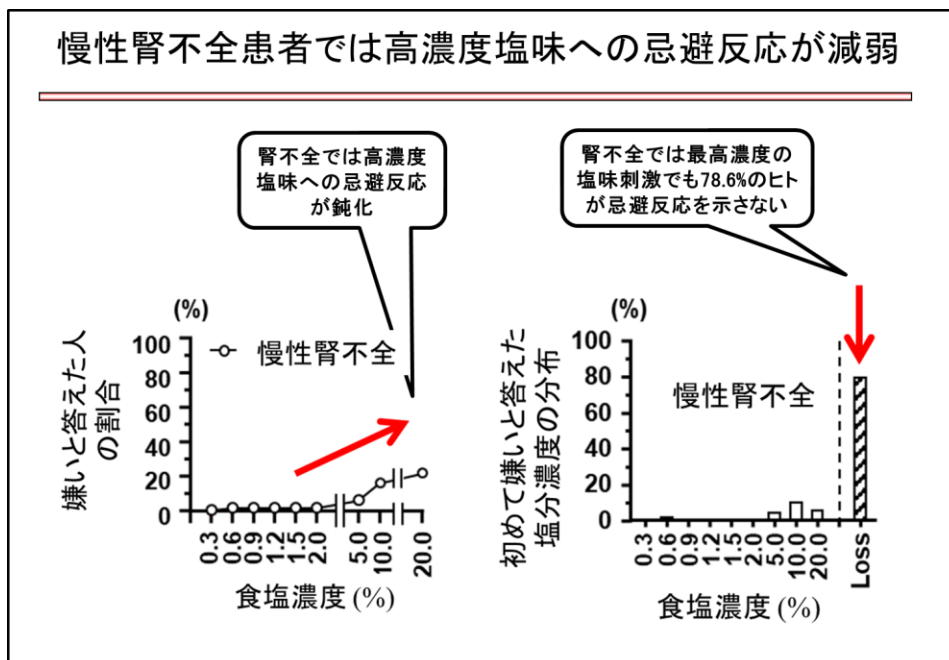 慢性腎不全患者では高濃度塩味への忌避反応が減弱
腎不全では高濃度
塩味への忌避反応
が鈍化
腎不全では最高濃度の
塩味刺激でも78.6%のヒト
が忌避反応を示さない
(%)
100
80
60
40
20
0
慢性腎不全
嫌いと答えた人
の割合
0.3
0.6
0.9
1.2
1.5
2.0
5.0
10.0
20.0
食塩濃度 (%)
(%)
100
80
60
40
20
0
慢性腎不全
初めて嫌いと答えた
塩分濃度の分布
0.3
0.6
0.9
1.2
1.5
2.0
5.0
10.0
20.0
Loss
食塩濃度 (%)